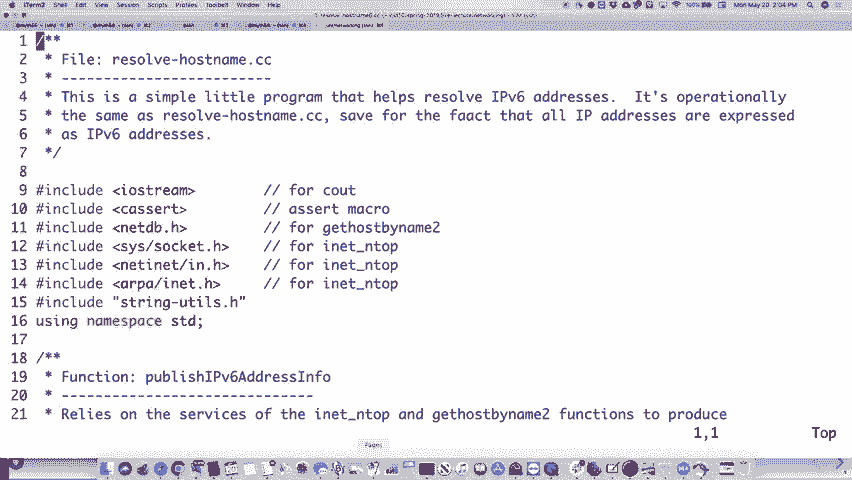 iTerm2 Shell Edit View Session Scripts Profiles Toolbelt Window Help 100% Mon May 20 2:04 PM
1 /**
2 * File: resolve-hostname.cc
3 * -------------------------
4 * This is a simple little program that helps resolve IPv6 addresses. It's operationally
5 * the same as resolve-hostname.cc, save for the faact that all IP addresses are expressed
6 * as IPv6 addresses.
7 */
8
9 #include <iostream> // for cout
10 #include <cassert> // assert macro
11 #include <netdb.h> // for gethostbyname2
12 #include <sys/socket.h> // for inet_ntop
13 #include <netinet/in.h> // for inet_ntop
14 #include <arpa/inet.h> // for inet_ntop
15 #include "string-utils.h"
16 using namespace std;
17
18 /**
19 * Function: publishIPv6AddressInfo
20 * ------------------------------
21 * Relies on the services of the inet_ntop and gethostbyname2 functions to produce
1,1 Top